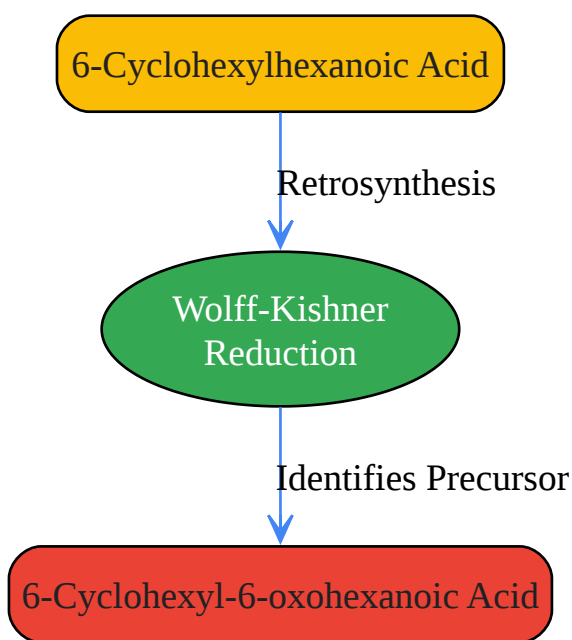 6-Cyclohexylhexanoic Acid
Retrosynthesis
Wolff-Kishner
Reduction
Identifies Precursor
6-Cyclohexyl-6-oxohexanoic Acid